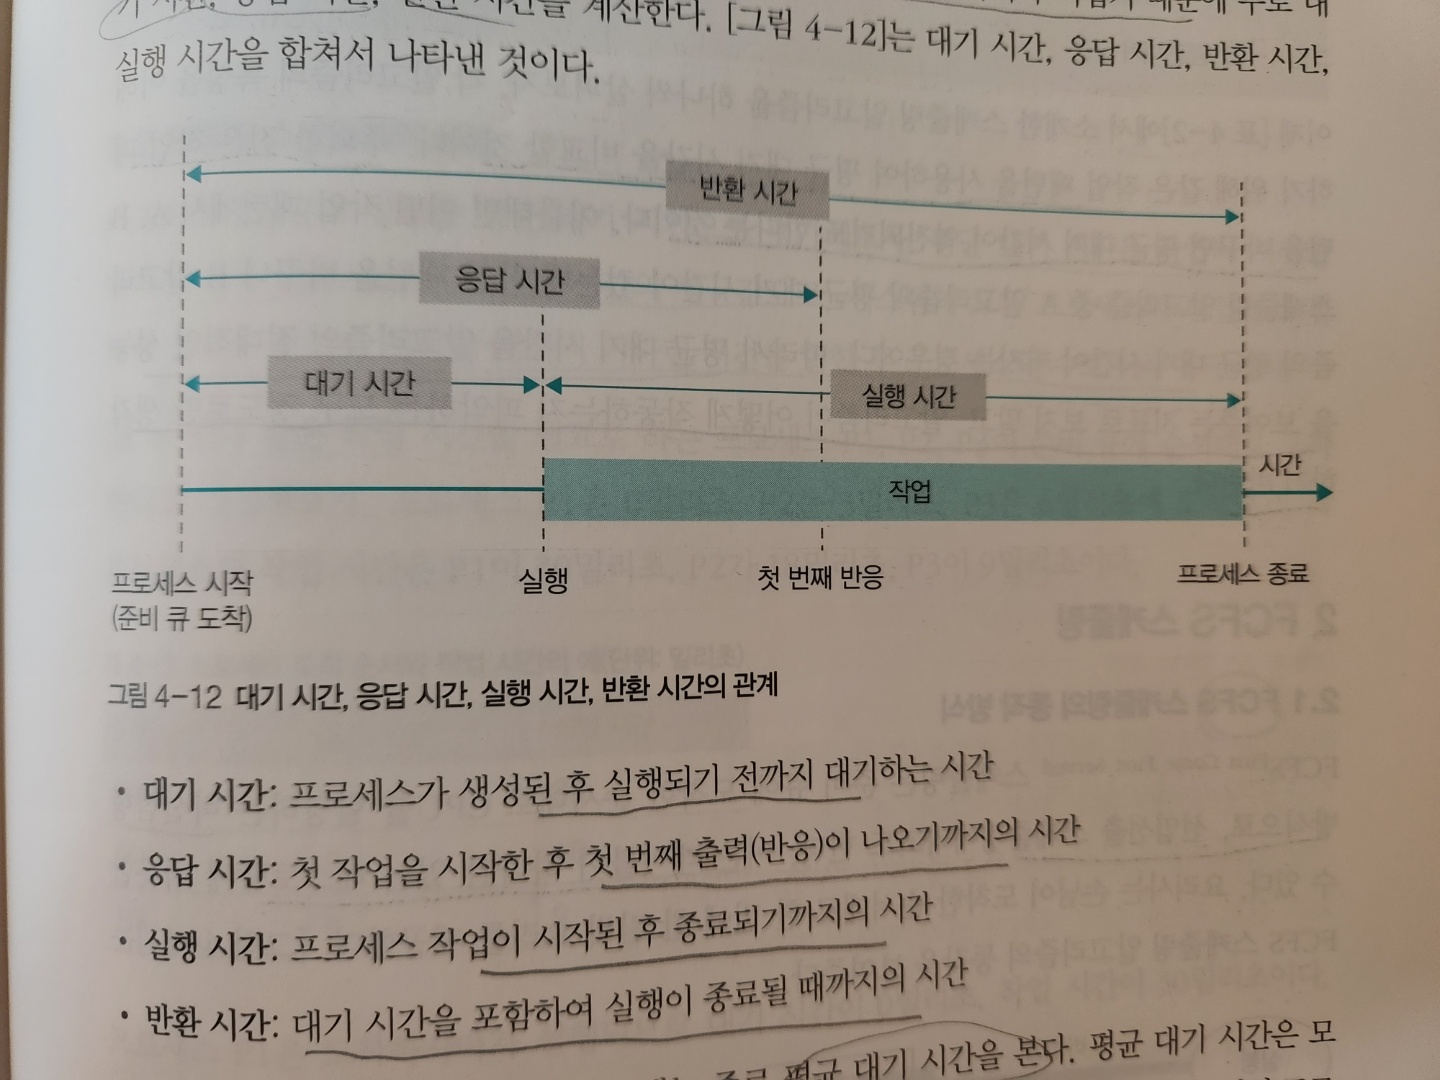 시간을 계산한다. [그림 4-12]는 대기 시간, 응답 시간, 반환 시간,
실행 시간을 합쳐서 나타낸 것이다.
반환 시간
응답 시간
대기 시간
실행 시간
작업
시간
프로세스 시작
(준비 큐 도착)
실행
첫 번째 반응
프로세스 종료
그림 4-12 대기 시간, 응답 시간, 실행 시간, 반환 시간의 관계
• 대기 시간: 프로세스가 생성된 후 실행되기 전까지 대기하는 시간
• 응답 시간: 첫 작업을 시작한 후 첫 번째 출력(반응)이 나오기까지의 시간
• 실행 시간: 프로세스 작업이 시작된 후 종료되기까지의 시간
• 반환 시간: 대기 시간을 포함하여 실행이 종료될 때까지의 시간
평균 대기 시간을 본다. 평균 대기 시간은 모